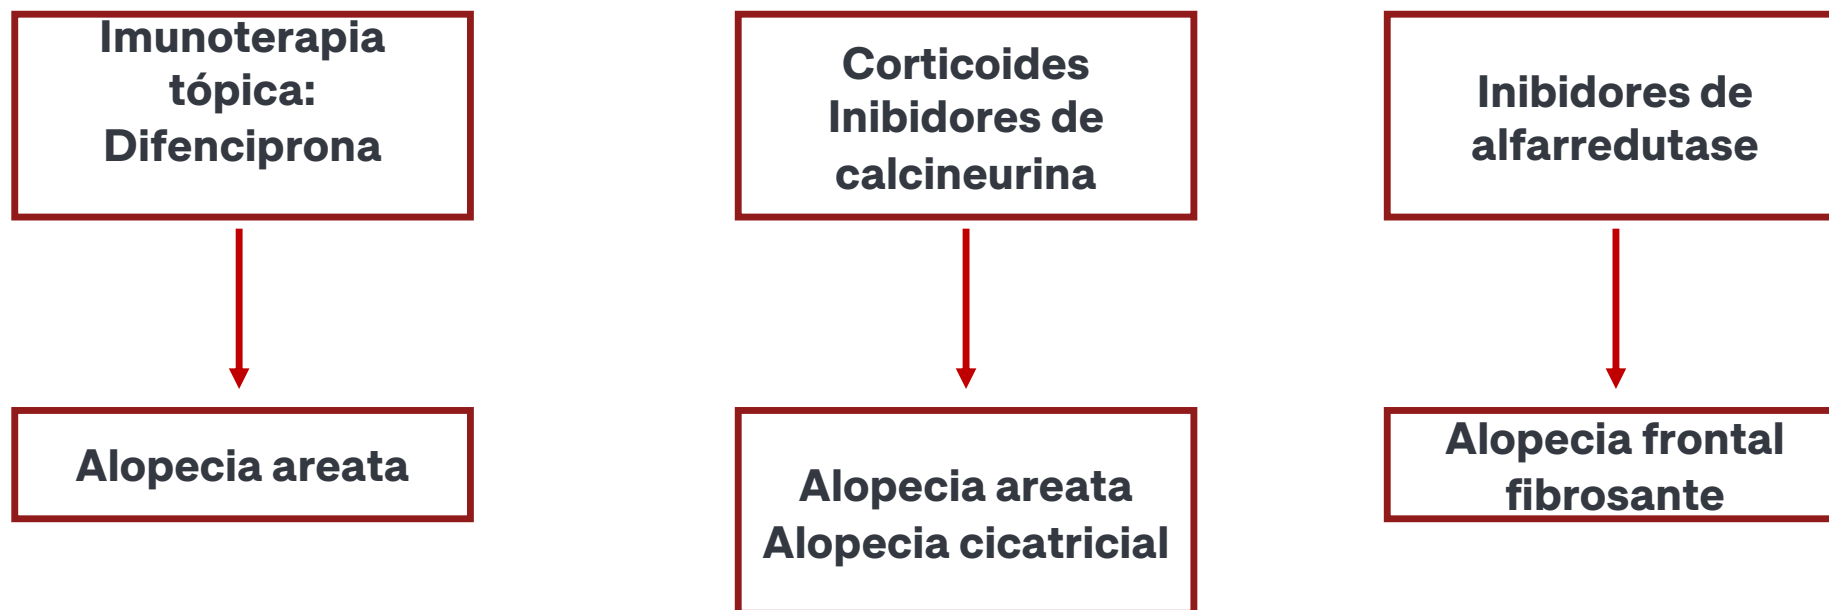 Imunoterapia
tópica:
Difenciprona
Corticoides
Inibidores de
calcineurina
Inibidores de
alfarredutase
Alopecia areata
Alopecia areata
Alopecia cicatricial
Alopecia frontal
fibrosante